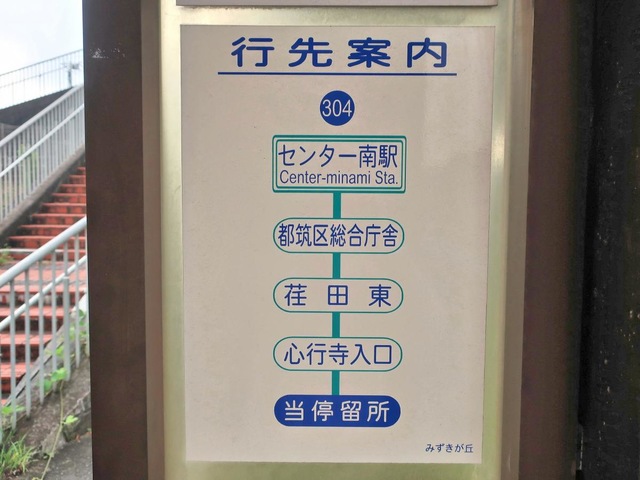 行先案内
304
センター南駅
Center-minami Sta.
都筑区総合庁舎
荏田東
心行寺入口
当停留所
みずきが丘